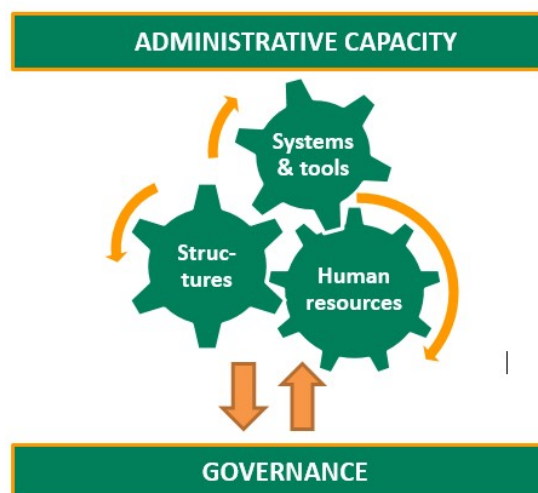 ADMINISTRATIVE CAPACITY
Systems
& tools
Struc-
tures
Human
resources
GOVERNANCE